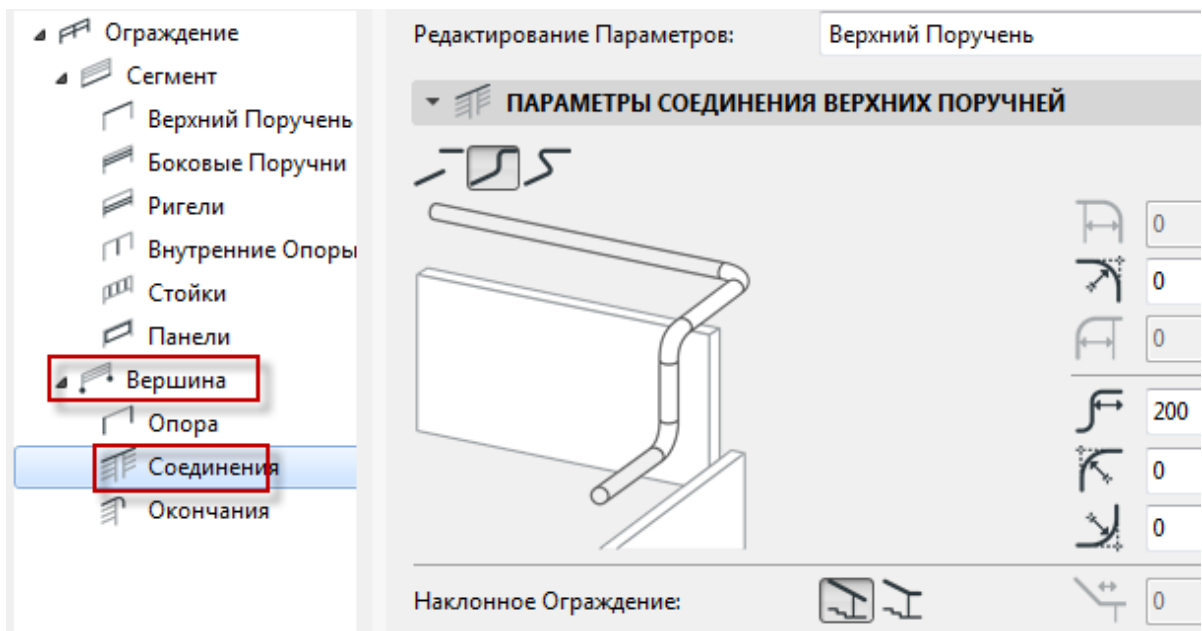 Ограждение
Сегмент
Верхний Поручень
Боковые Поручни
Ригели
Внутренние Опоры
Стойки
Панели
Вершина
Опора
Соединения
Окончания
Редактирование Параметров: Верхний Поручень
ПАРАМЕТРЫ СОЕДИНЕНИЯ ВЕРХНИХ ПОРУЧНЕЙ
0
0
0
200
0
0
Наклонное Ограждение: 0